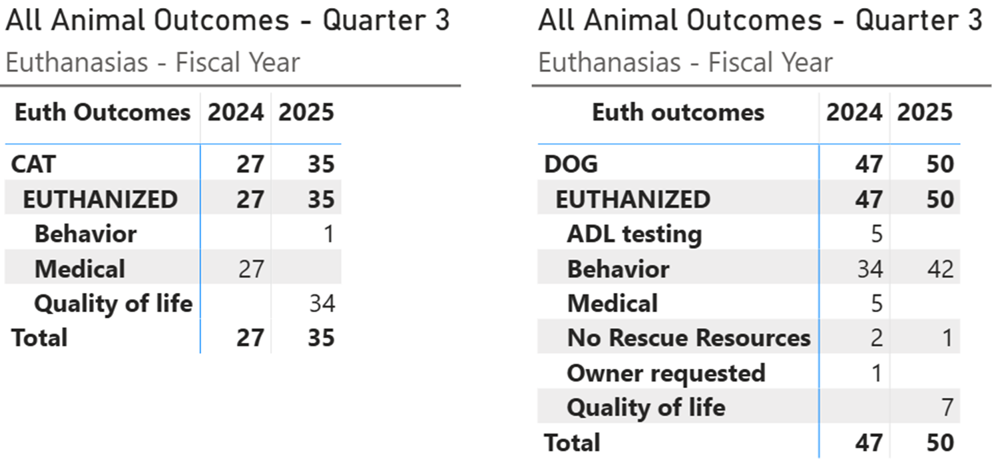 All Animal Outcomes - Quarter 3
Euthanasias - Fiscal Year
Euth Outcomes 2024 2025
CAT 27 35
EUTHANIZED 27 35
Behavior 1
Medical 27
Quality of life 34
Total 27 35
All Animal Outcomes - Quarter 3
Euthanasias - Fiscal Year
Euth outcomes 2024 2025
DOG 47 50
EUTHANIZED 47 50
ADL testing 5
Behavior 34 42
Medical 5
No Rescue Resources 2 1
Owner requested 1
Quality of life 7
Total 47 50